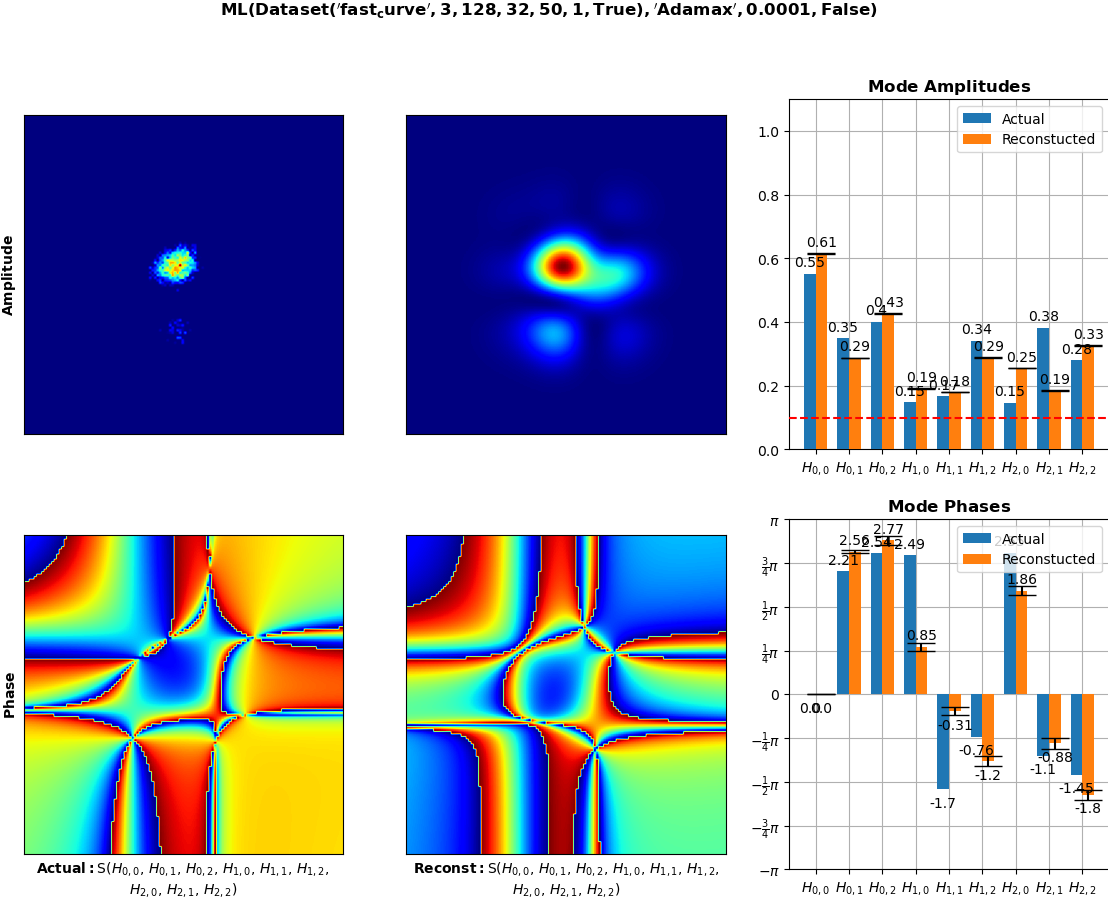 ML(Dataset('fast_curve', 3, 128, 32, 50, 1, True), 'Adamax', 0.0001, False)
Amplitude
Mode Amplitudes
Actual
Reconstucted
1.0
0.8
0.6
0.4
0.2
0.0
0.55 0.61
0.35 0.29
0.4 0.43
0.15 0.19
0.17 0.18
0.34 0.29
0.15 0.25
0.38 0.19
0.28 0.33
H0,0 H0,1 H0,2 H1,0 H1,1 H1,2 H2,0 H2,1 H2,2
Phase
Actual: S(H0,0, H0,1, H0,2, H1,0, H1,1, H1,2,
H2,0, H2,1, H2,2)
Reconst: S(H0,0, H0,1, H0,2, H1,0, H1,1, H1,2,
H2,0, H2,1, H2,2)
Mode Phases
Actual
Reconstucted
π
3/4π
1/2π
1/4π
0
−1/4π
−1/2π
−3/4π
−π
0.0 0.0
2.21 2.56
2.77
2.49 0.85
-1.7 -0.31
-0.76 -1.2
1.86
-1.1 -0.88
-1.45 -1.8
H0,0 H0,1 H0,2 H1,0 H1,1 H1,2 H2,0 H2,1 H2,2